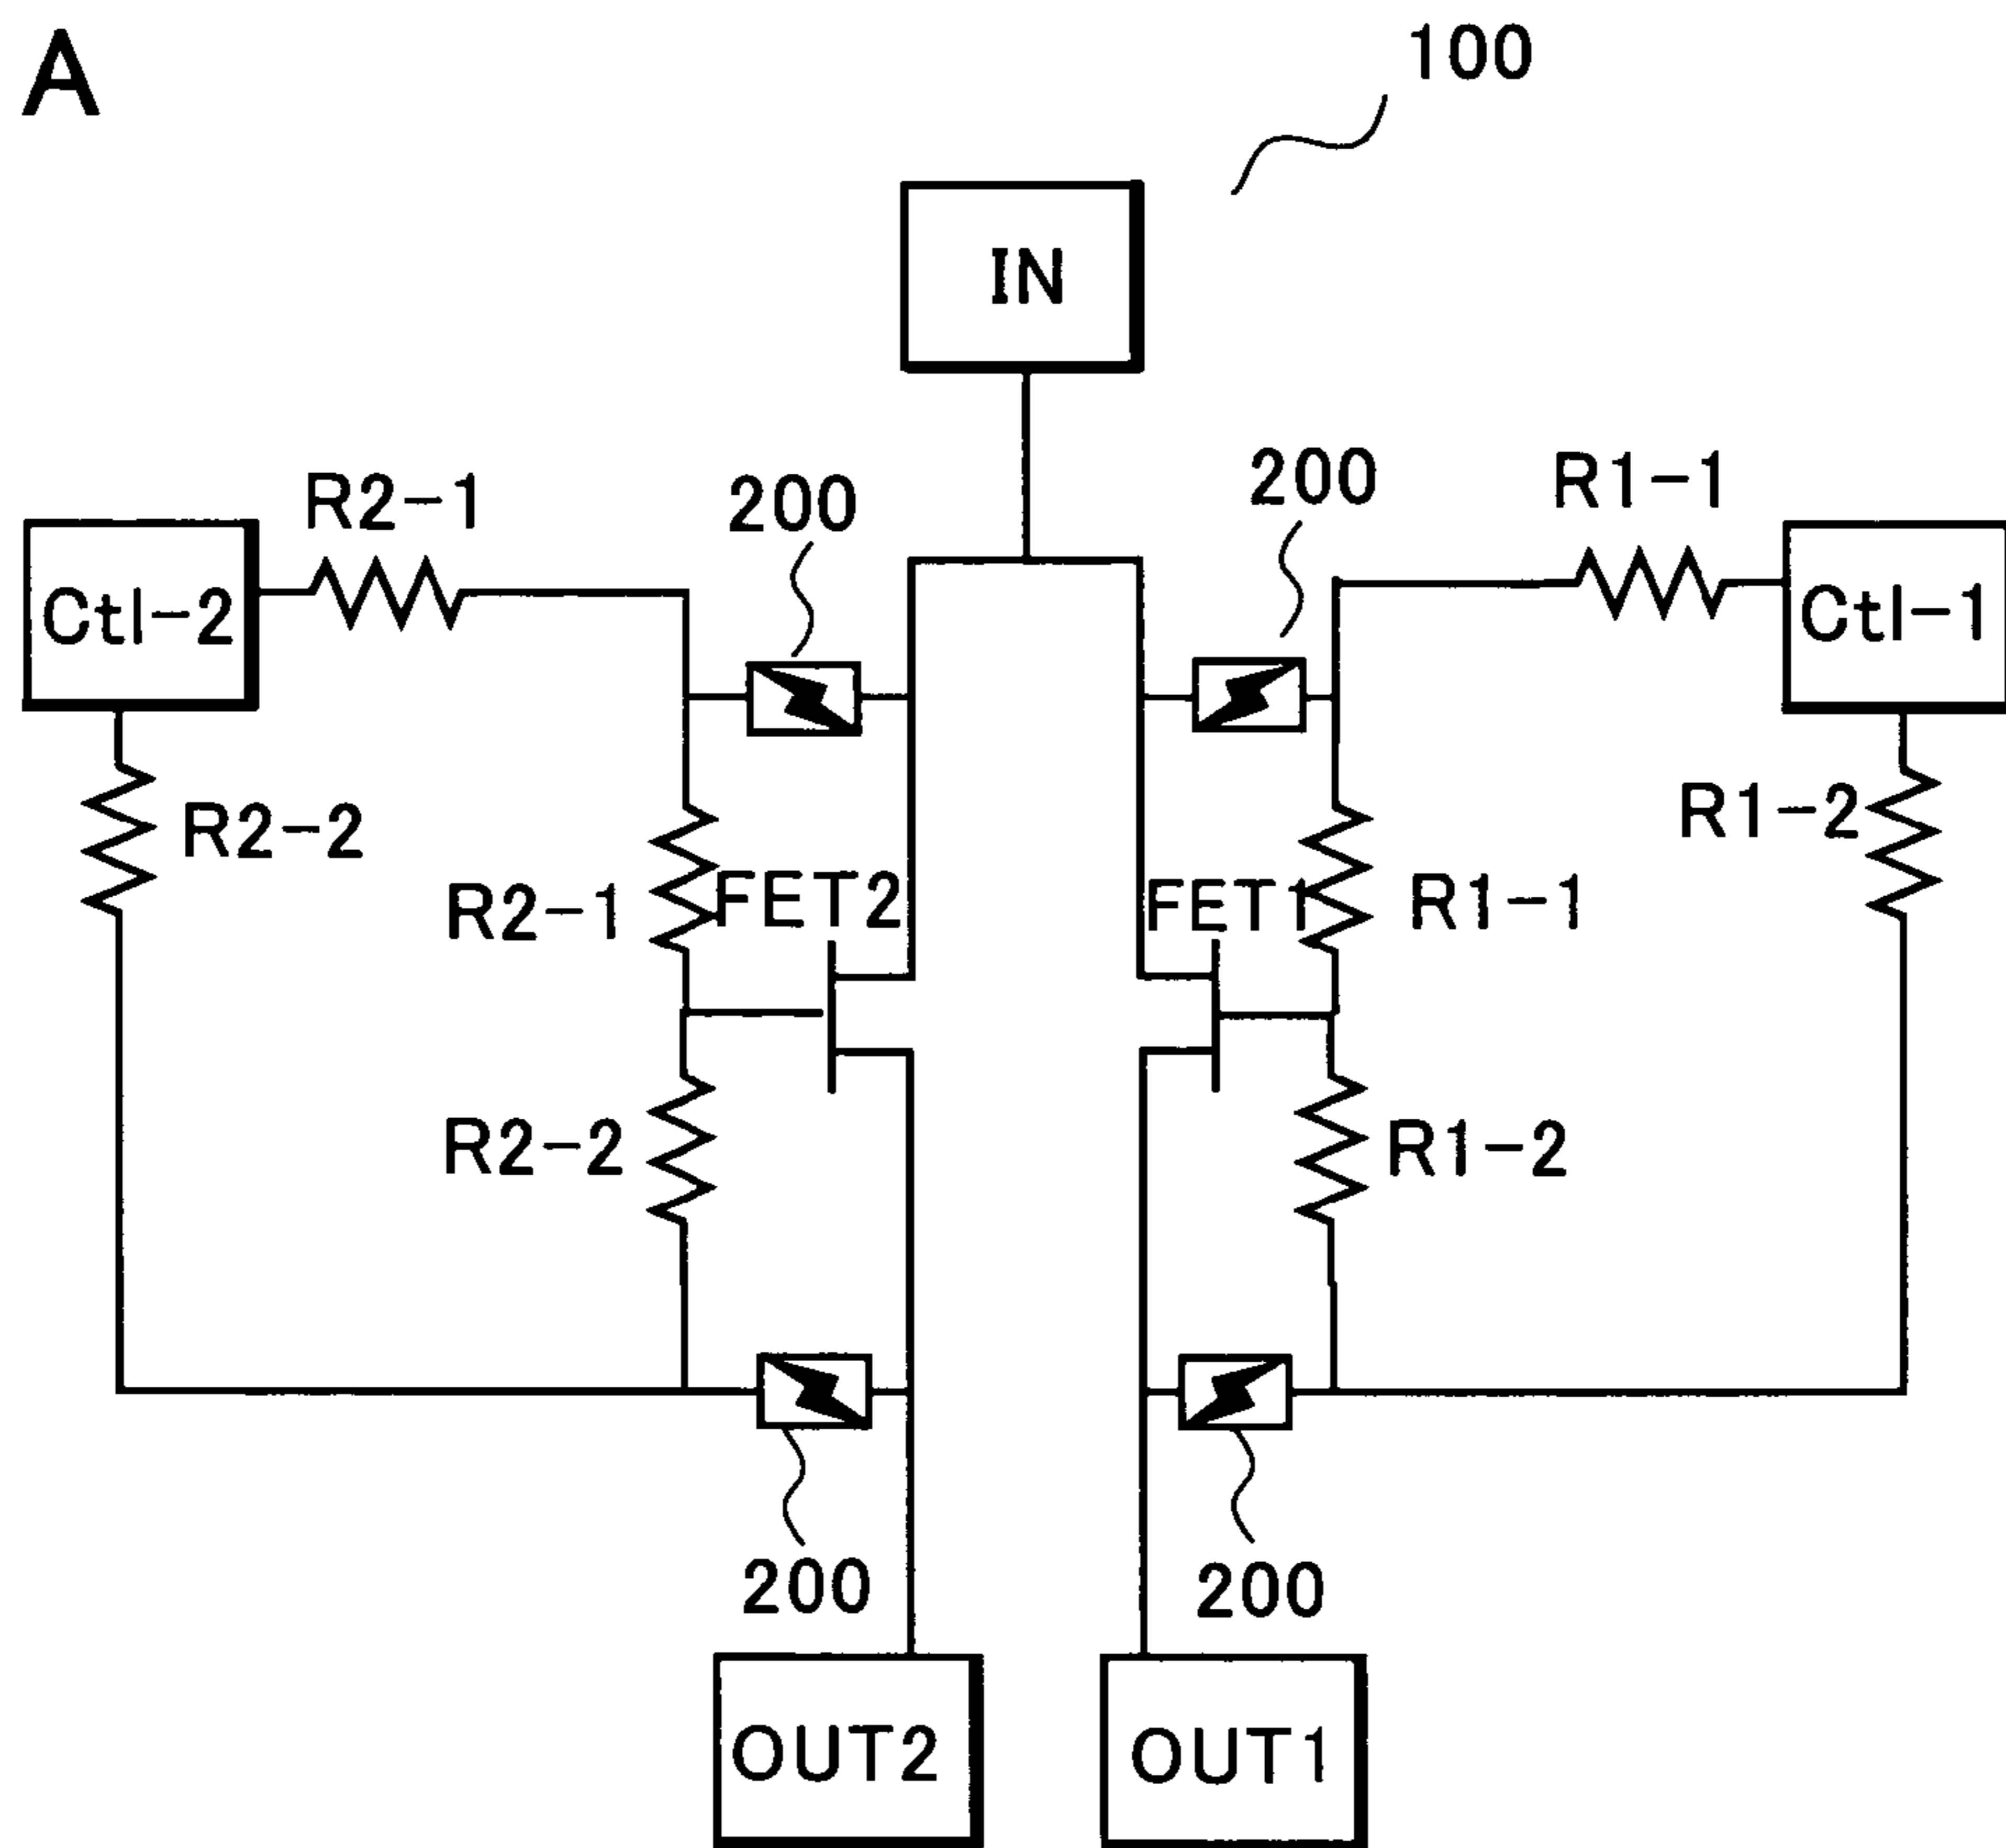 A
100
IN
R2-1
200
200
R1-1
Ctl-2
Ctl-1
R2-2
R1-2
R2-1
FET2
FET1
R1-1
R2-2
R1-2
200
200
OUT2
OUT1